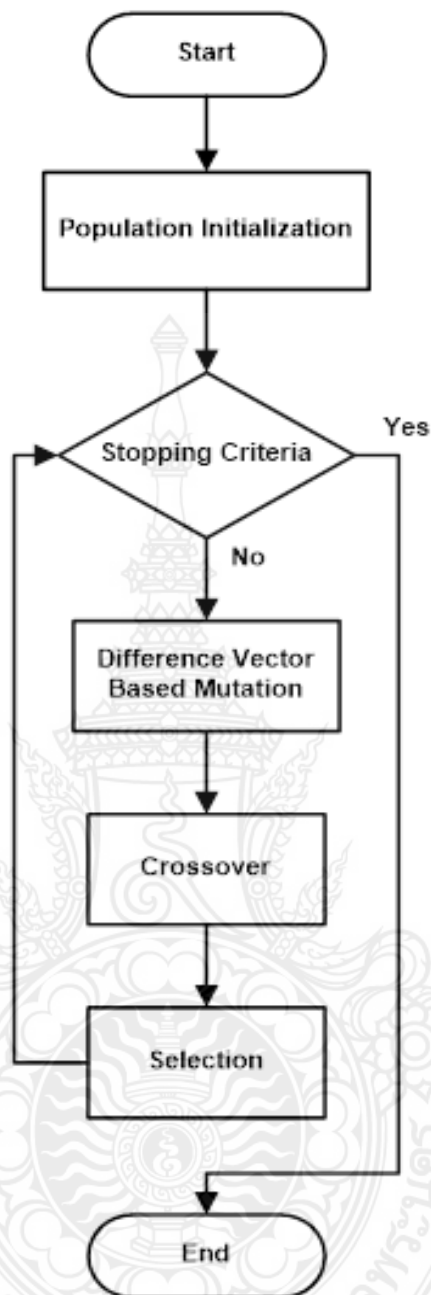 Start
Population Initialization
Stopping Criteria
Yes
No
Difference Vector
Based Mutation
Crossover
Selection
End